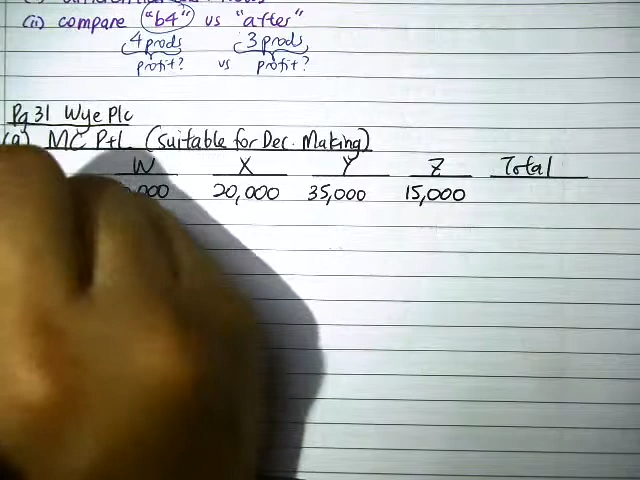 (ii) compare "b4" vs "after"
4 prods 3 prods
profit? vs profit?
Pg 31 Wye Plc
(a) MC P+L (Suitable for Dec. Making)
W X Y Z Total
000 20,000 35,000 15,000